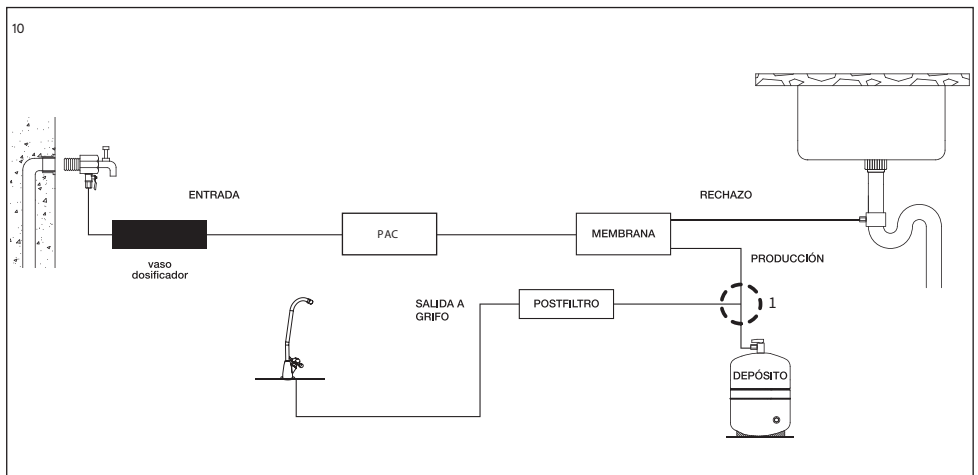 10
ENTRADA
RECHAZO
PAC
MEMBRANA
vaso
dosificador
PRODUCCIÓN
SALIDA A
GRIFO
POSTFILTRO
1
DEPÓSITO